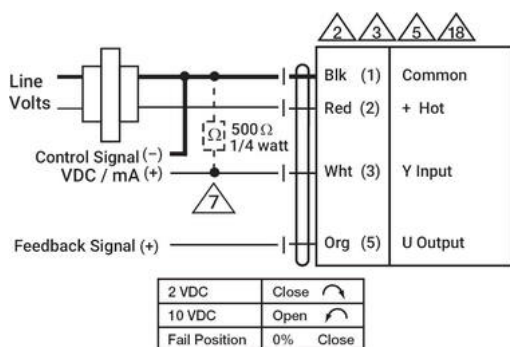 2 3 5 18
Line
Volts
Blk (1) Common
Red (2) + Hot
Ω 500 Ω
1/4 watt
Control Signal (−)
VDC / mA (+)
Wht (3) Y Input
7
Feedback Signal (+)
Org (5) U Output
2 VDC Close
10 VDC Open
Fail Position 0% Close